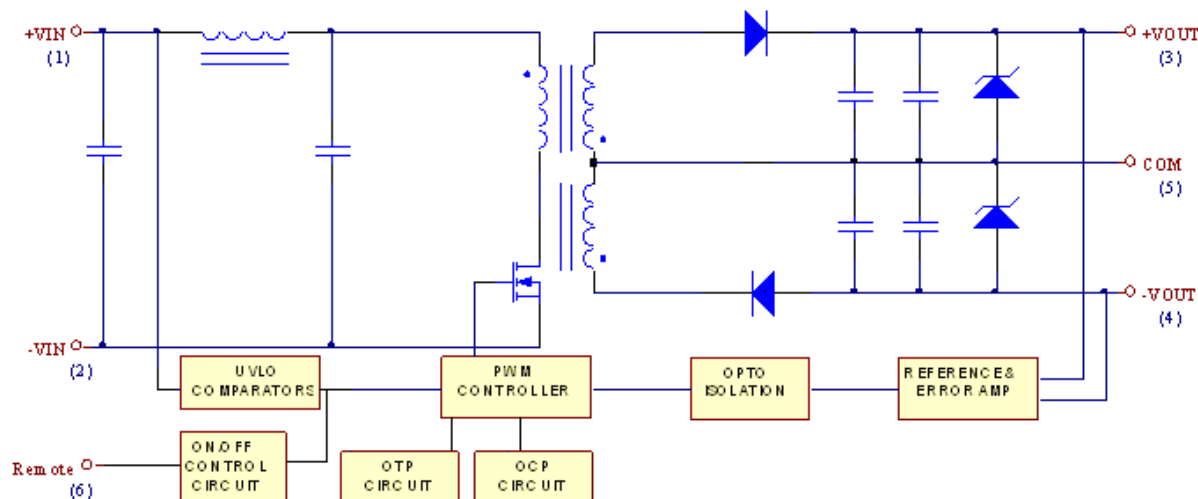 +VIN
(1)
+VOUT
(3)
COM
(5)
-VOUT
(4)
-VIN
(2)
UVLO
COMPARATORS
PWM
CONTROLLER
OPTO
ISOLATION
REFERENCE&
ERROR AMP
ON/OFF
CONTROL
CIRCUIT
OTP
CIRCUIT
OCP
CIRCUIT
Remote
(6)